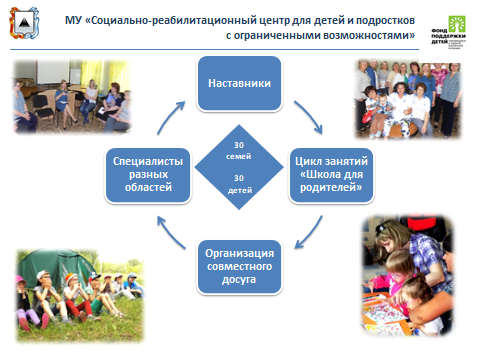 МУ «Социально-реабилитационный центр для детей и подростков
с ограниченными возможностями»
ФОНД
ПОДДЕРЖКИ
ДЕТЕЙ
Наставники
Специалисты
разных
областей
30
семей
30
детей
Цикл занятий
«Школа для
родителей»
Организация
совместного
досуга